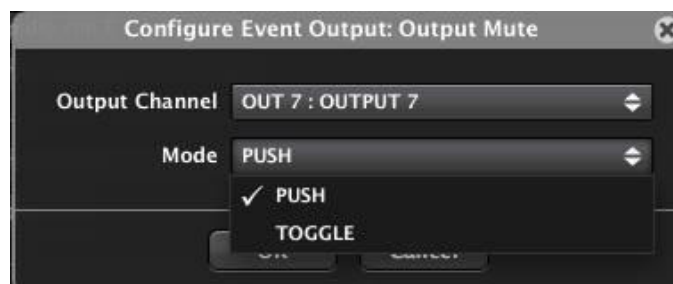 Configure Event Output: Output Mute
Output Channel OUT 7 : OUTPUT 7
Mode PUSH
✓ PUSH
TOGGLE